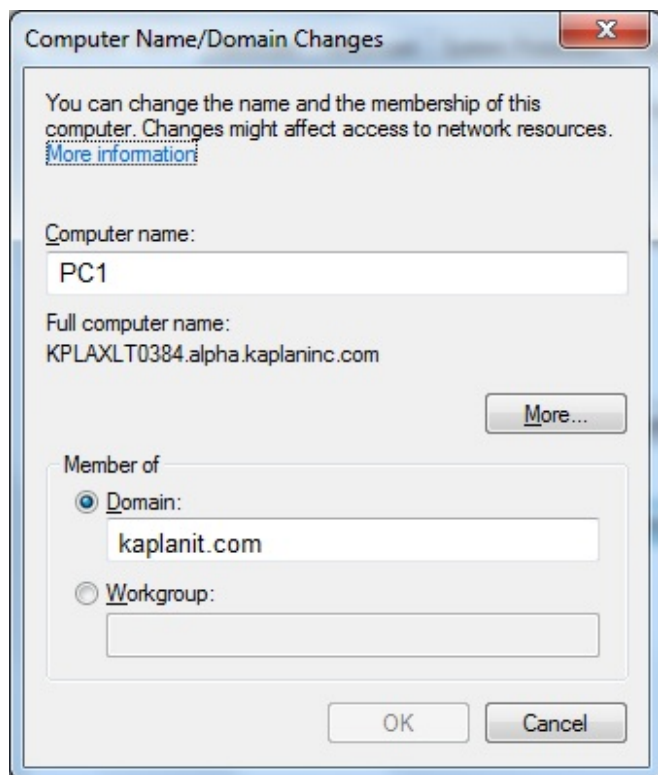 Computer Name/Domain Changes
You can change the name and the membership of this
computer. Changes might affect access to network resources.
More information
Computer name:
PC1
Full computer name:
KPLAXLT0384.alpha.kaplaninc.com
More...
Member of
Domain:
kaplanit.com
Workgroup:
OK
Cancel